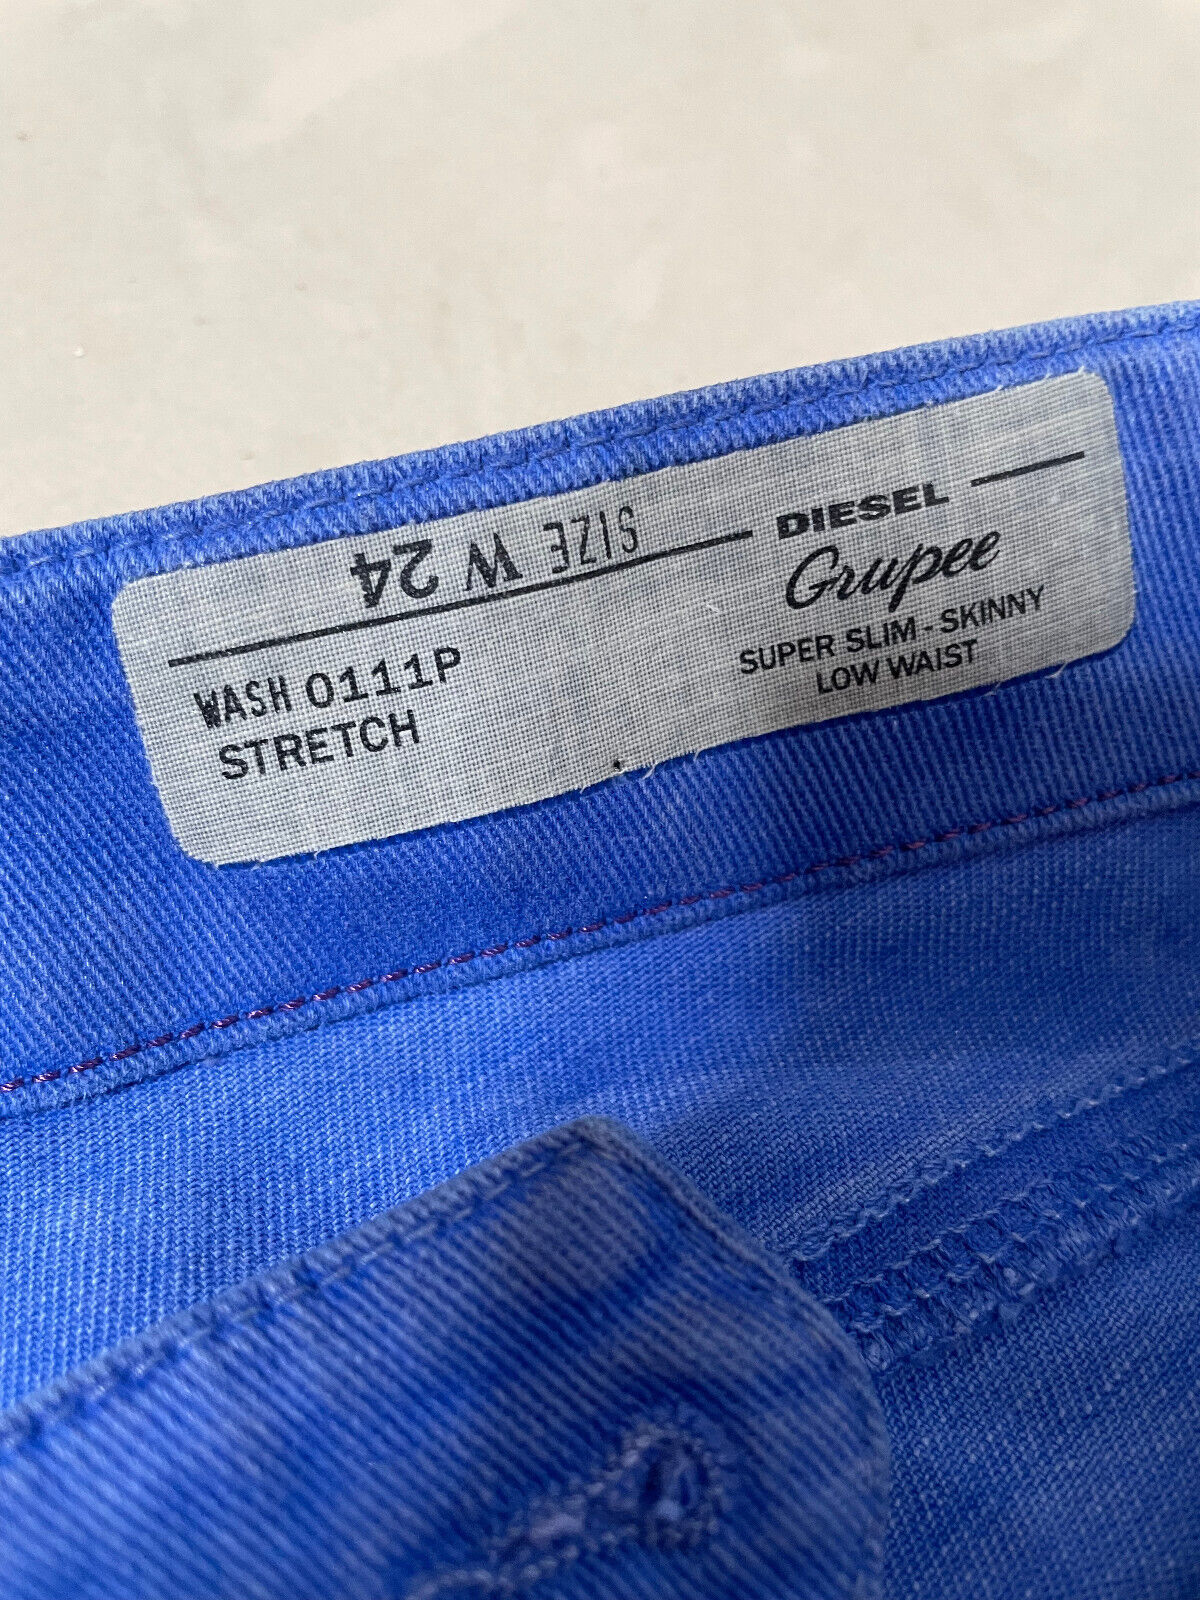 SIZE W 24
DIESEL
Grupee
SUPER SLIM - SKINNY
LOW WAIST
WASH 0111P
STRETCH